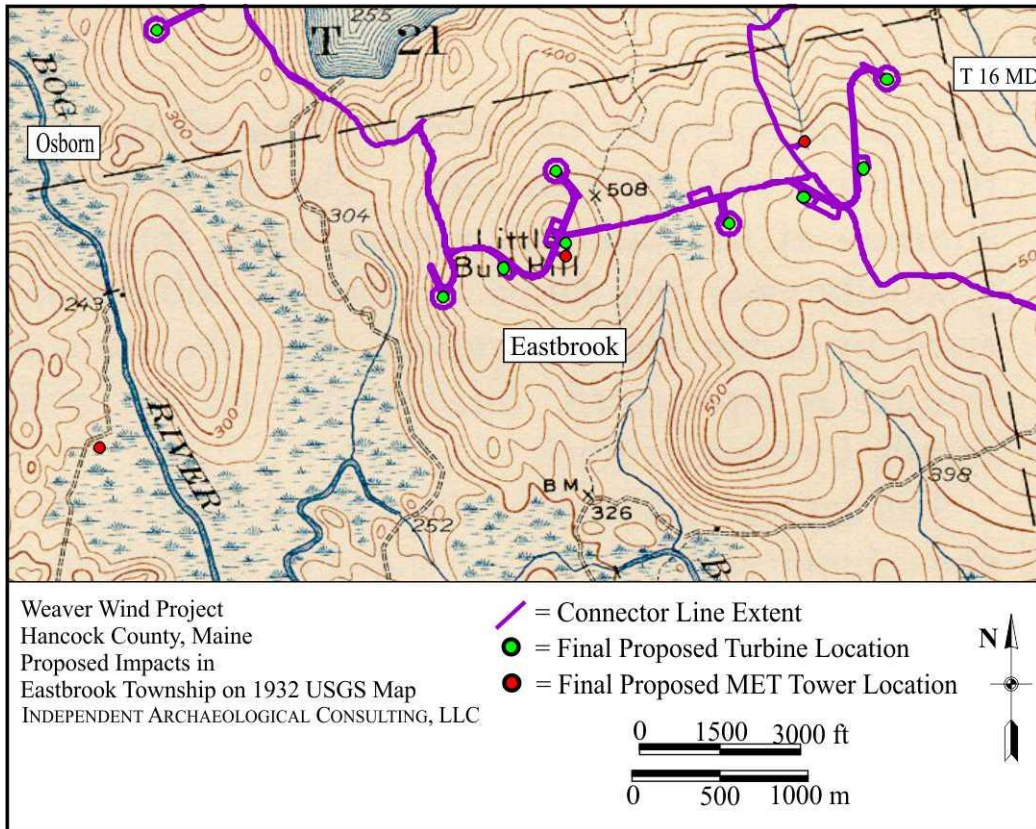 255
T 21
400
T 16 MD
BOG
Osborn
300
508
304
Little
Bull Hill
50
243
Eastbrook
300
500
RIVER
398
BM
326
252
B
Weaver Wind Project
Hancock County, Maine
Proposed Impacts in
Eastbrook Township on 1932 USGS Map
INDEPENDENT ARCHAEOLOGICAL CONSULTING, LLC
= Connector Line Extent
= Final Proposed Turbine Location
= Final Proposed MET Tower Location
N
0 1500 3000 ft
0 500 1000 m